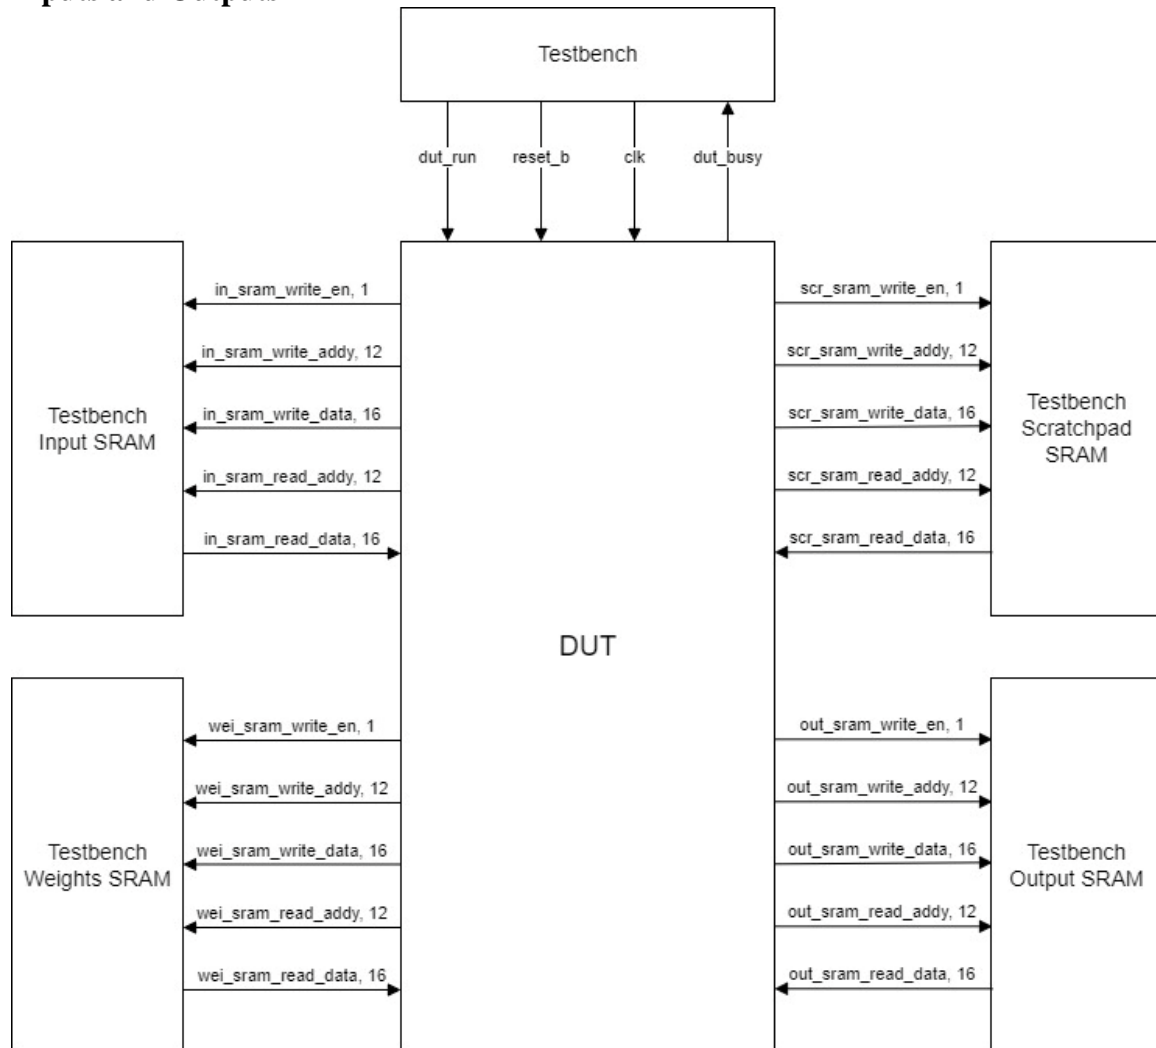 Testbench
dut_run
reset_b
clk
dut_busy
in_sram_write_en, 1
in_sram_write_addy, 12
in_sram_write_data, 16
in_sram_read_addy, 12
in_sram_read_data, 16
Testbench
Input SRAM
scr_sram_write_en, 1
scr_sram_write_addy, 12
scr_sram_write_data, 16
scr_sram_read_addy, 12
scr_sram_read_data, 16
Testbench
Scratchpad
SRAM
DUT
wei_sram_write_en, 1
wei_sram_write_addy, 12
wei_sram_write_data, 16
wei_sram_read_addy, 12
wei_sram_read_data, 16
Testbench
Weights SRAM
out_sram_write_en, 1
out_sram_write_addy, 12
out_sram_write_data, 16
out_sram_read_addy, 12
out_sram_read_data, 16
Testbench
Output SRAM